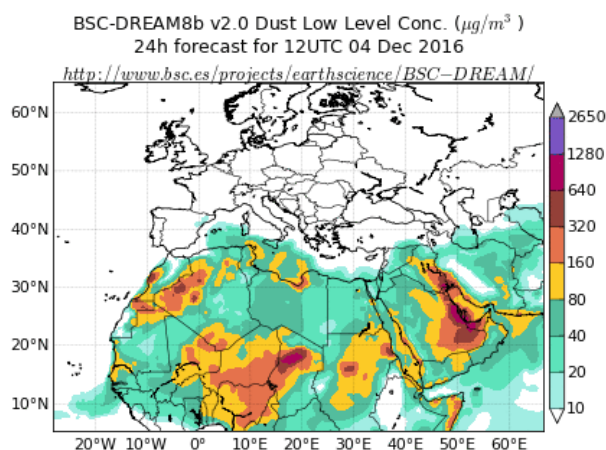 BSC-DREAM8b v2.0 Dust Low Level Conc. (μg/m³ )
24h forecast for 12UTC 04 Dec 2016
http://www.bsc.es/projects/earthscience/BSC−DREAM/
60°N
50°N
40°N
30°N
20°N
10°N
20°W 10°W 0° 10°E 20°E 30°E 40°E 50°E 60°E
2650
1280
640
320
160
80
40
20
10